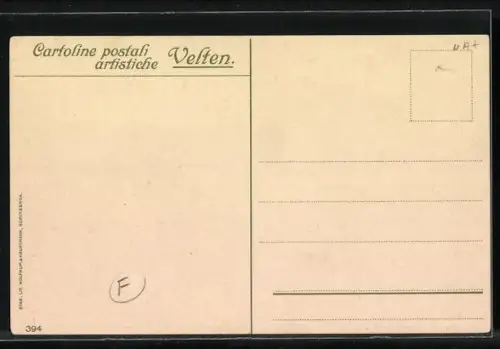 Cartoline postali
artistiche Velten.
N.A+
F
394